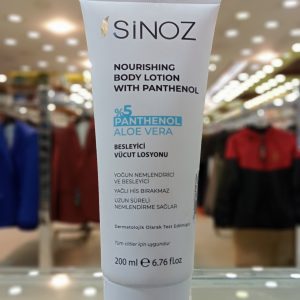 SiNOZ
NOURISHING
BODY LOTION
WITH PANTHENOL
%5
PANTHENOL
ALOE VERA
BESLEYİCİ
VÜCUT LOSYONU
YOĞUN NEMLENDİRİCİ
VE BESLEYİCİ
YAĞLI HİS BIRAKMAZ
UZUN SÜRELİ
NEMLENDİRME SAĞLAR
Dermatolojik Olarak Test Edilmiştir
Tüm ciltler için uygundur
200 ml ℮ 6.76 fl.oz